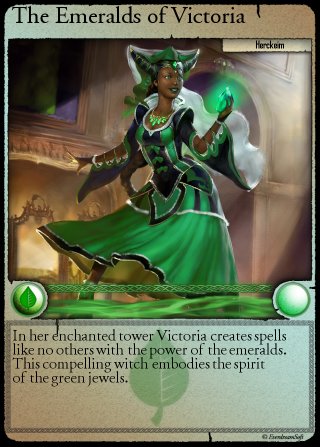 The Emeralds of Victoria
Herckeim
In her enchanted tower Victoria creates spells
like no others with the power of the emeralds.
This compelling witch embodies the spirit
of the green jewels.
© EverdreamSoft